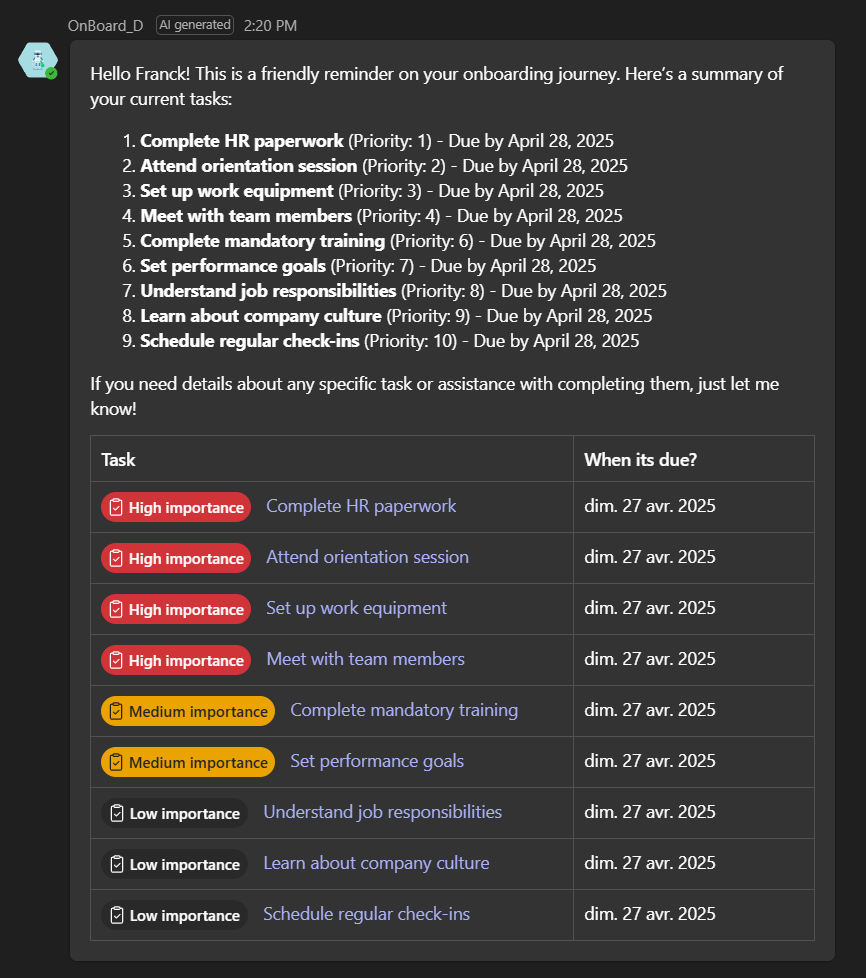 OnBoard_D AI generated 2:20 PM
Hello Franck! This is a friendly reminder on your onboarding journey. Here’s a summary of
your current tasks:
1. Complete HR paperwork (Priority: 1) - Due by April 28, 2025
2. Attend orientation session (Priority: 2) - Due by April 28, 2025
3. Set up work equipment (Priority: 3) - Due by April 28, 2025
4. Meet with team members (Priority: 4) - Due by April 28, 2025
5. Complete mandatory training (Priority: 6) - Due by April 28, 2025
6. Set performance goals (Priority: 7) - Due by April 28, 2025
7. Understand job responsibilities (Priority: 8) - Due by April 28, 2025
8. Learn about company culture (Priority: 9) - Due by April 28, 2025
9. Schedule regular check-ins (Priority: 10) - Due by April 28, 2025
If you need details about any specific task or assistance with completing them, just let me
know!
Task When its due?
High importance Complete HR paperwork dim. 27 avr. 2025
High importance Attend orientation session dim. 27 avr. 2025
High importance Set up work equipment dim. 27 avr. 2025
High importance Meet with team members dim. 27 avr. 2025
Medium importance Complete mandatory training dim. 27 avr. 2025
Medium importance Set performance goals dim. 27 avr. 2025
Low importance Understand job responsibilities dim. 27 avr. 2025
Low importance Learn about company culture dim. 27 avr. 2025
Low importance Schedule regular check-ins dim. 27 avr. 2025